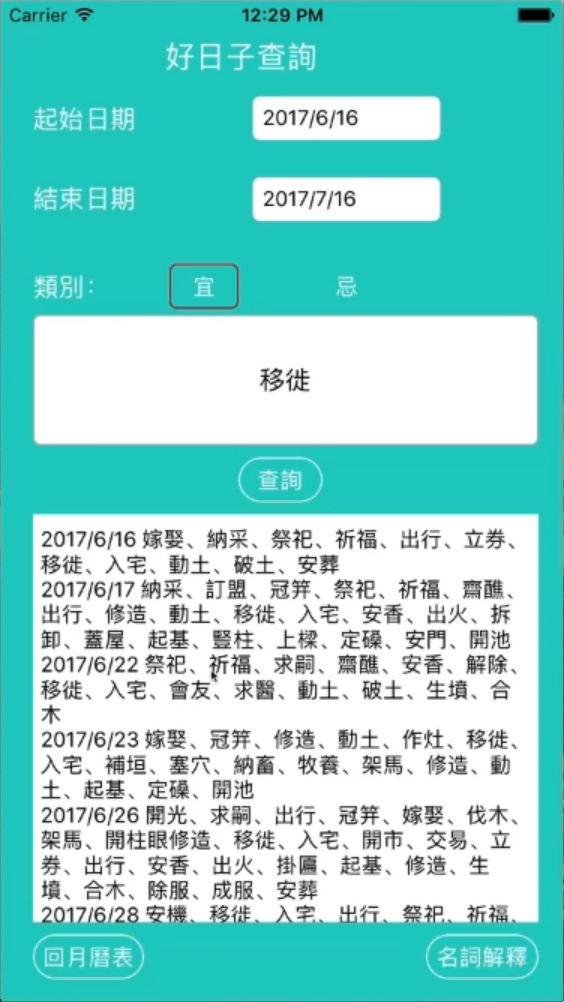 Carrier 12:29 PM
好日子查詢
起始日期 2017/6/16
結束日期 2017/7/16
類別： 宜 忌
移徙
查詢
2017/6/16 嫁娶、納采、祭祀、祈福、出行、立券、
移徙、入宅、動土、破土、安葬
2017/6/17 納采、訂盟、冠笄、祭祀、祈福、齋醮、
出行、修造、動土、移徙、入宅、安香、出火、拆
卸、蓋屋、起基、豎柱、上樑、定磉、安門、開池
2017/6/22 祭祀、祈福、求嗣、齋醮、安香、解除、
移徙、入宅、會友、求醫、動土、破土、生墳、合
木
2017/6/23 嫁娶、冠笄、修造、動土、作灶、移徙、
入宅、補垣、塞穴、納畜、牧養、架馬、修造、動
土、起基、定磉、開池
2017/6/26 開光、求嗣、出行、冠笄、嫁娶、伐木、
架馬、開柱眼修造、移徙、入宅、開市、交易、立
券、出行、安香、出火、掛匾、起基、修造、生
墳、合木、除服、成服、安葬
2017/6/28 安機、移徙、入宅、出行、祭祀、祈福、
回月曆表 名詞解釋